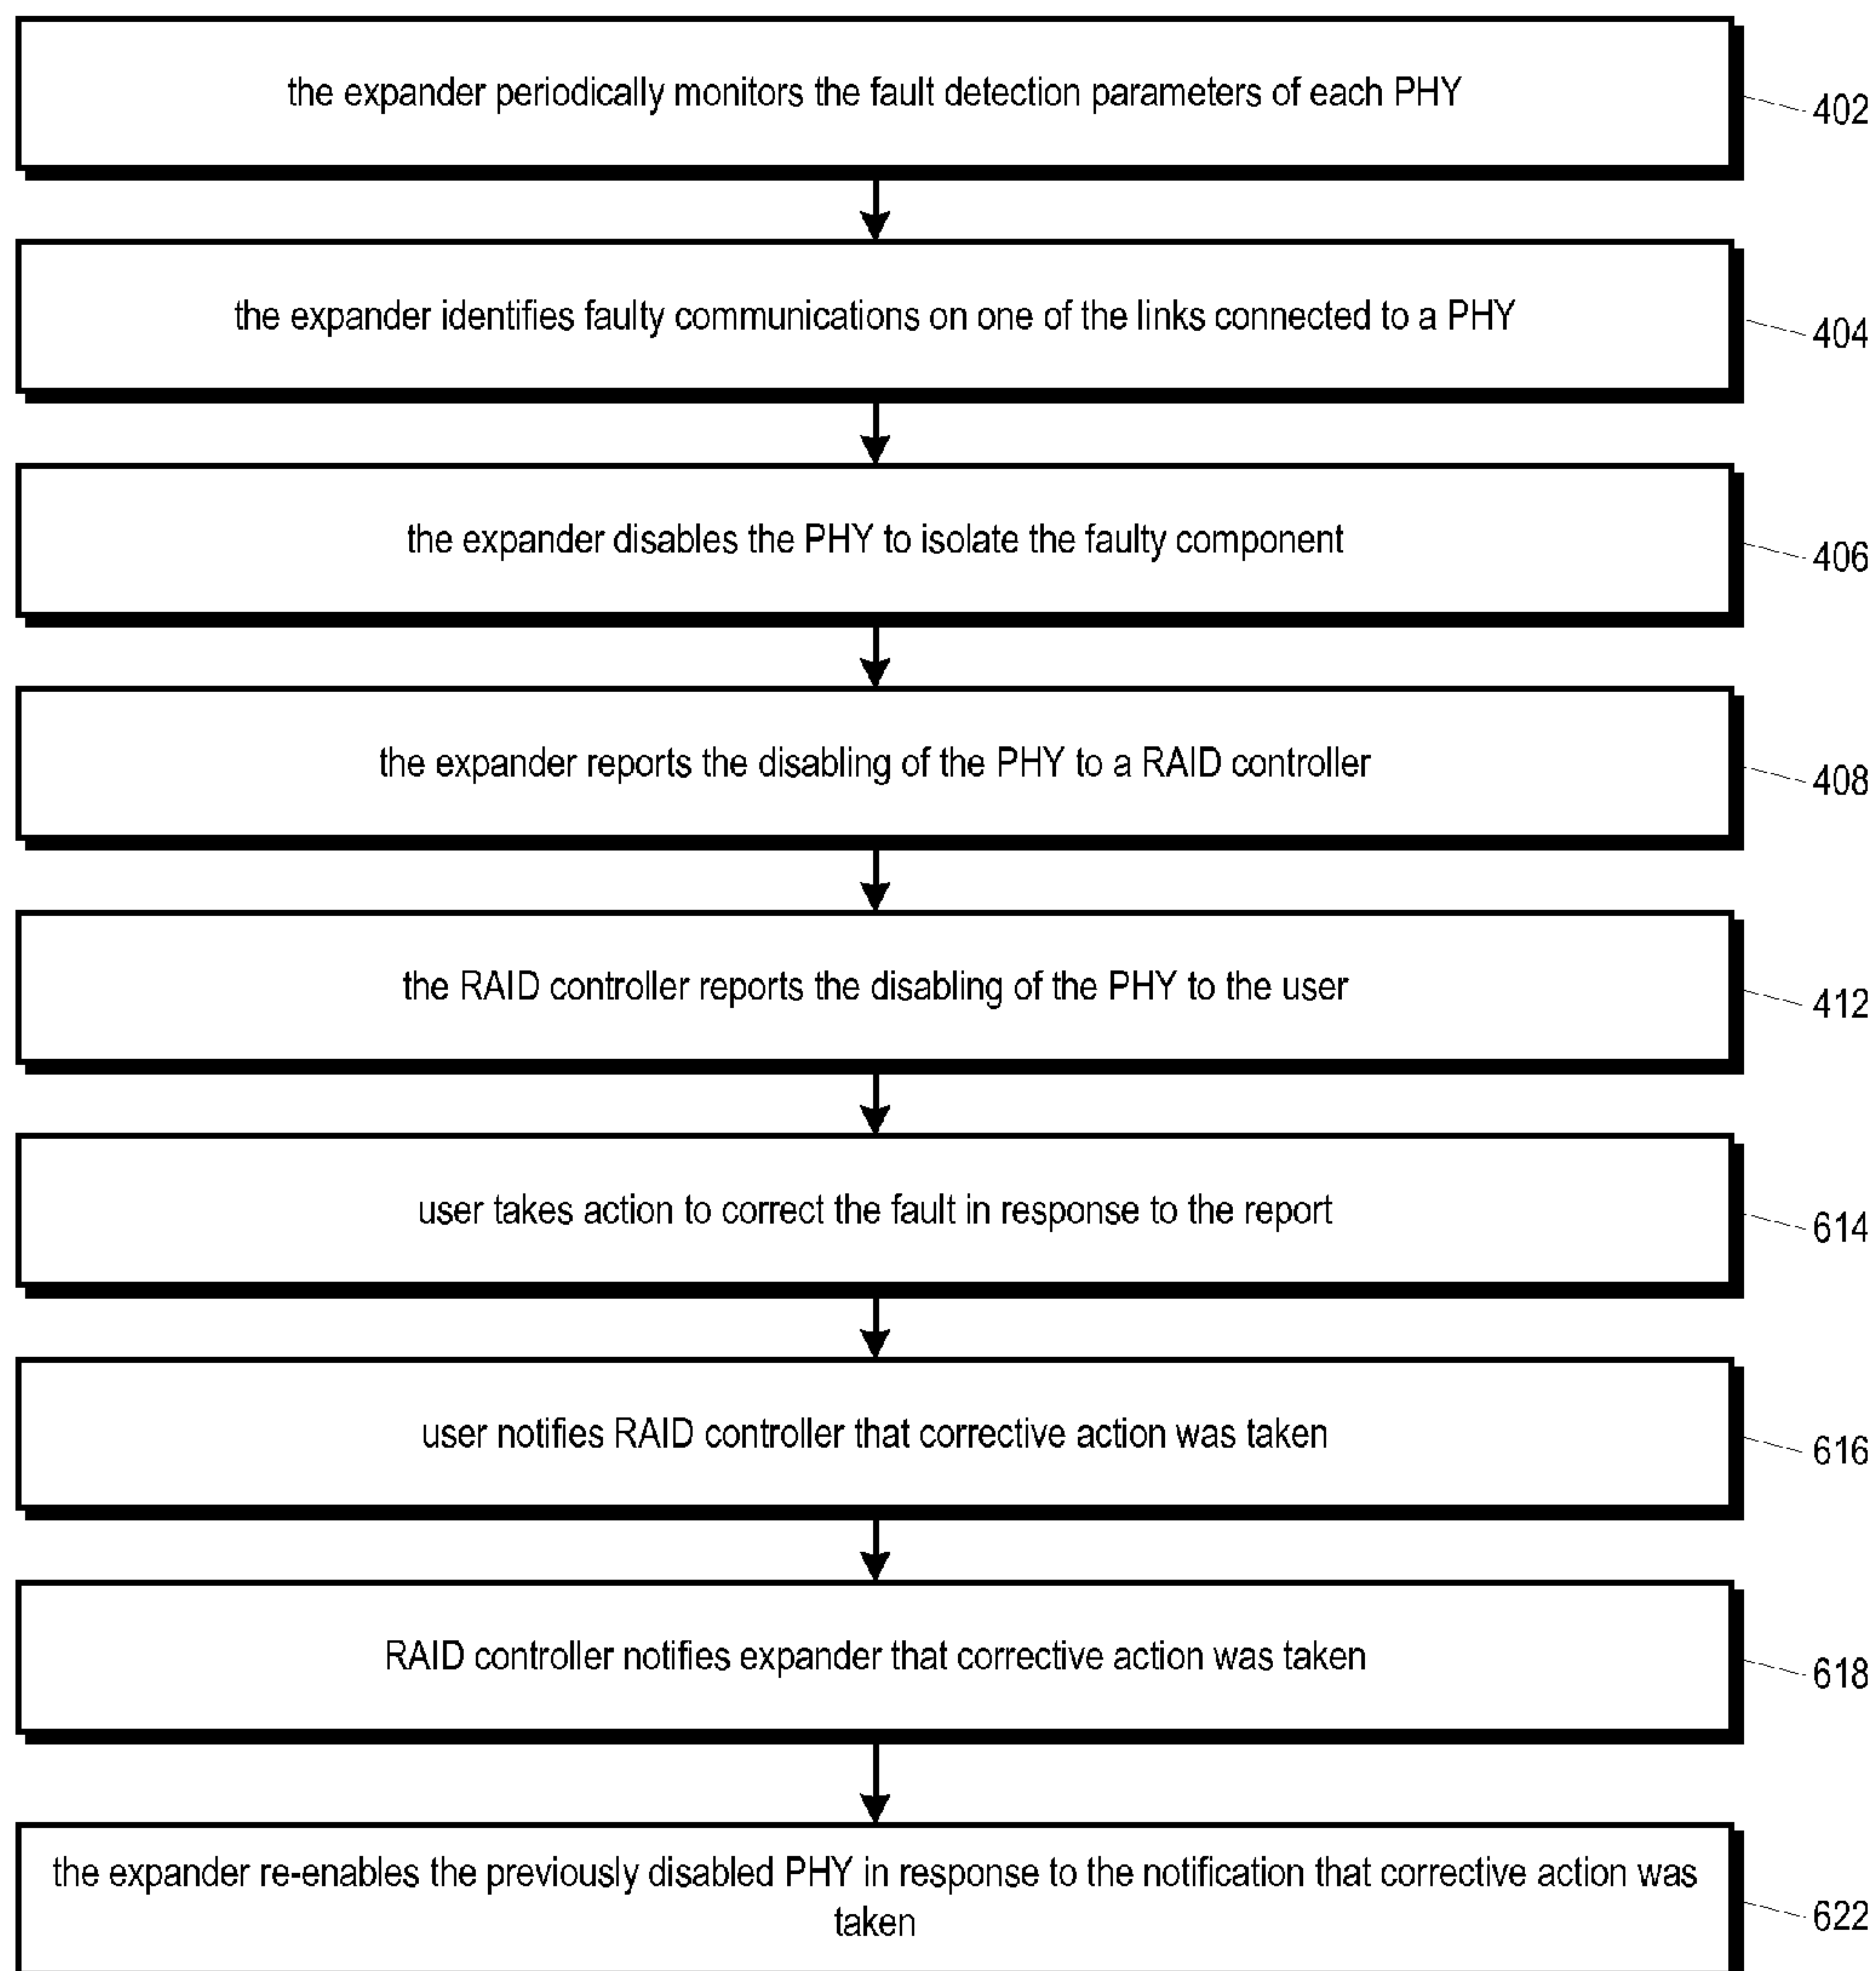 the expander periodically monitors the fault detection parameters of each PHY
402
the expander identifies faulty communications on one of the links connected to a PHY
404
the expander disables the PHY to isolate the faulty component
406
the expander reports the disabling of the PHY to a RAID controller
408
the RAID controller reports the disabling of the PHY to the user
412
user takes action to correct the fault in response to the report
614
user notifies RAID controller that corrective action was taken
616
RAID controller notifies expander that corrective action was taken
618
the expander re-enables the previously disabled PHY in response to the notification that corrective action was
taken
622